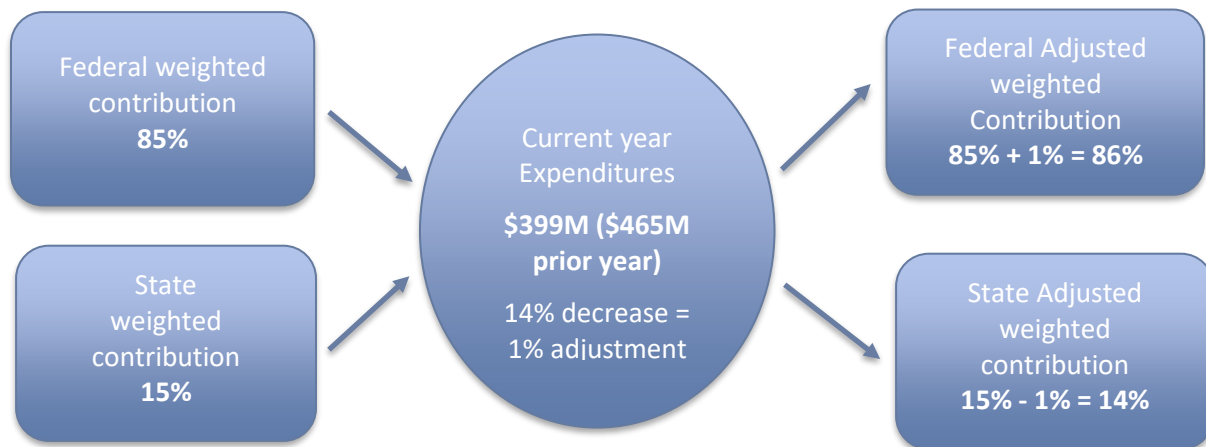 Federal weighted
contribution
85%
State
weighted
contribution
15%
Current year
Expenditures
$399M ($465M
prior year)
14% decrease =
1% adjustment
Federal Adjusted
weighted
Contribution
85% + 1% = 86%
State Adjusted
weighted
contribution
15% - 1% = 14%